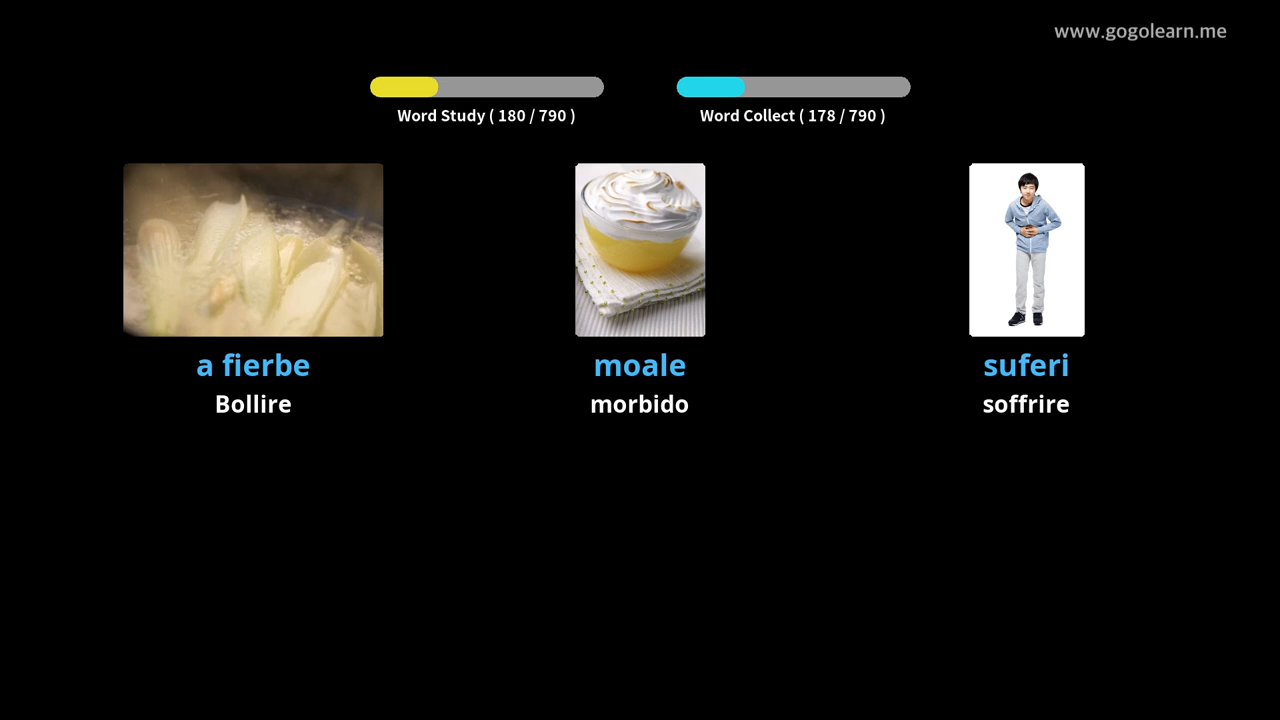 www.gogolearn.me
Word Study ( 180 / 790 )
Word Collect ( 178 / 790 )
a fierbe
Bollire
moale
morbido
suferi
soffrire